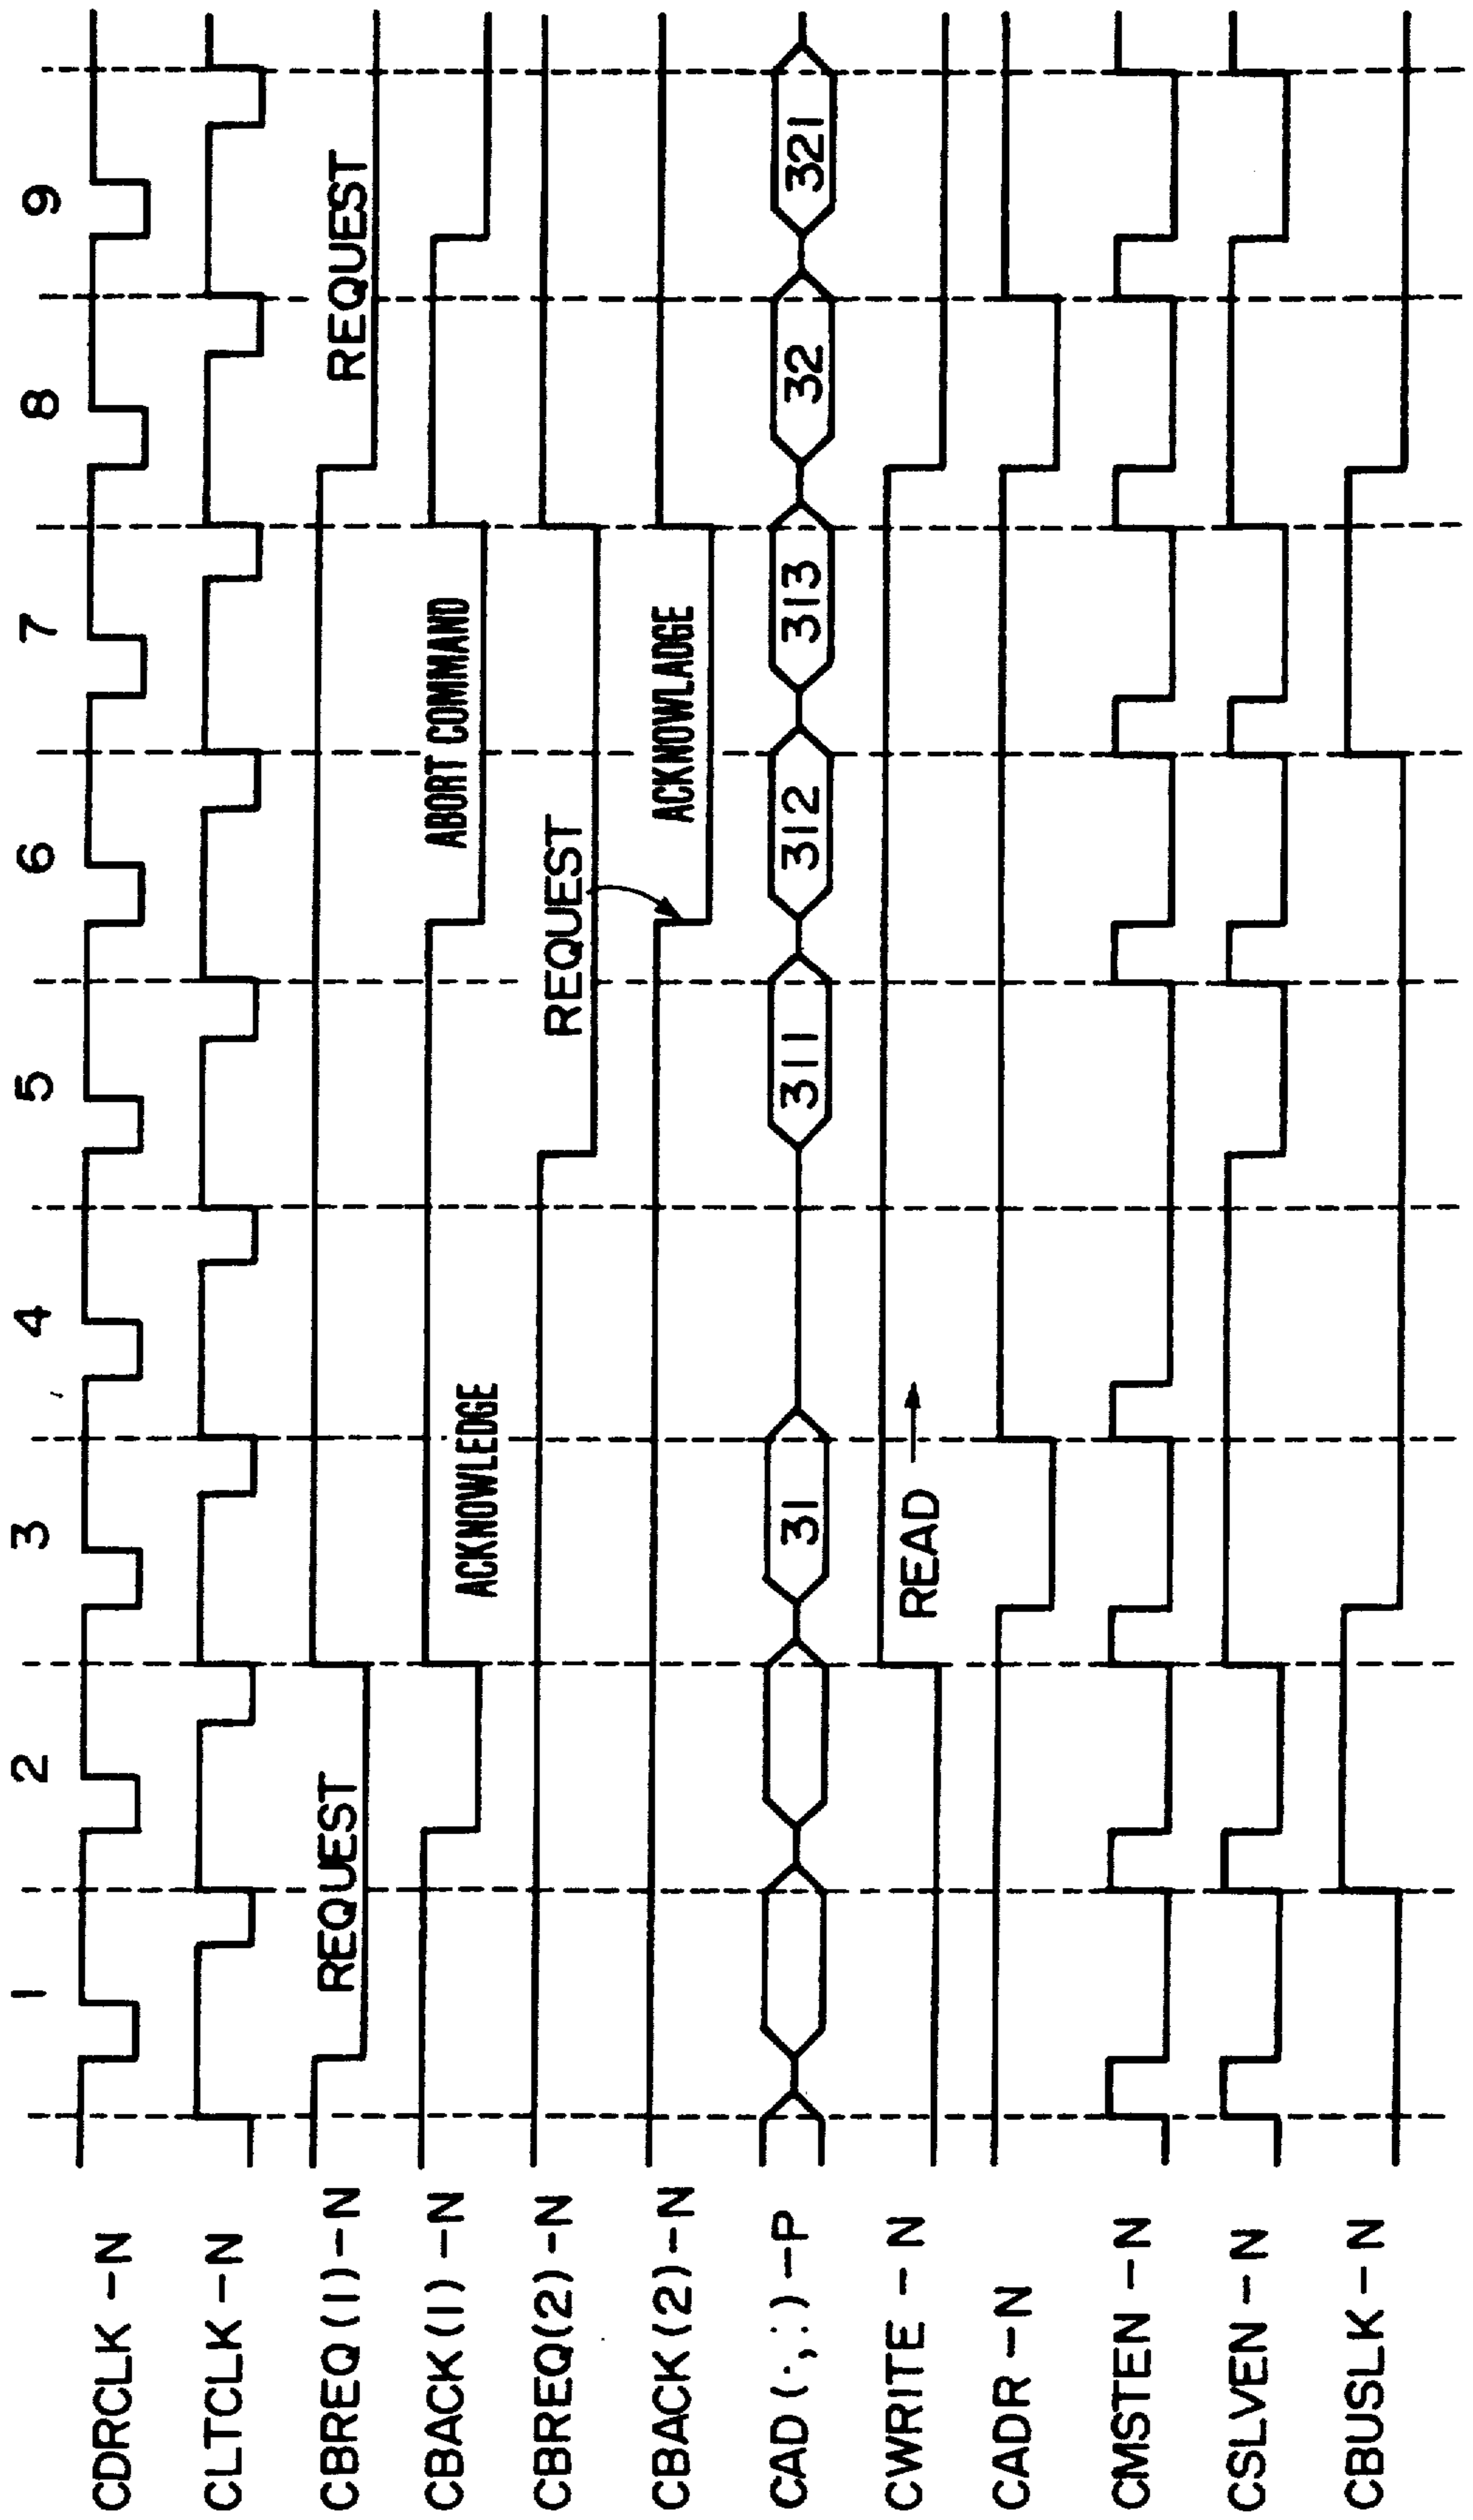 1 2 3 4 5 6 7 8 9
CDRCLK-N
CLTCLK-N
CBREQ(1)-N
REQUEST
REQUEST
CBACK(1)-N
ACKNOWLEDGE
ABORT COMMAND
CBREQ(2)-N
REQUEST
CBACK(2)-N
ACKNOWLADGE
CAD(·,:)-P
31
311
312
313
32
321
CWRITE-N
READ →
CADR-N
CMSTEN-N
CSLVEN-N
CBUSLK-N